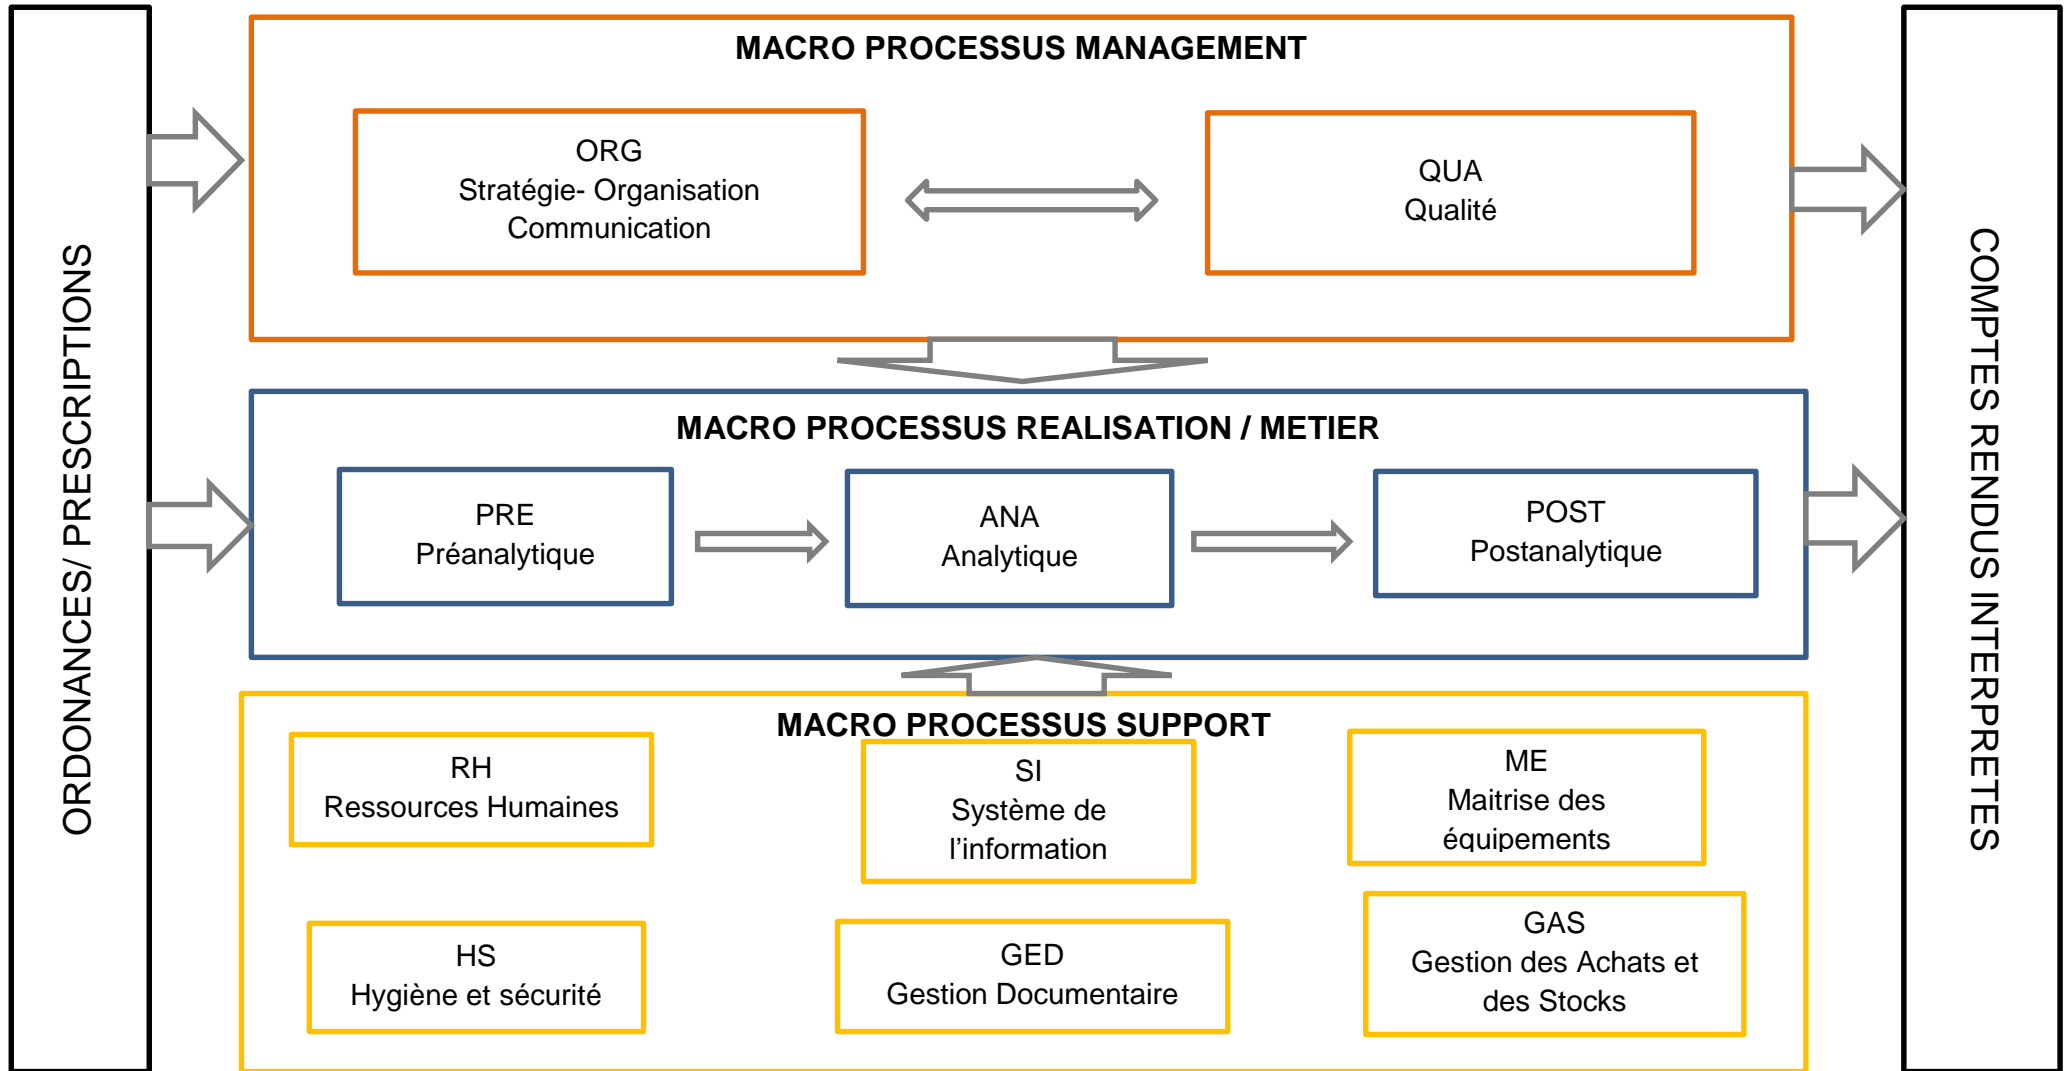 ORDONANCES/ PRESCRIPTIONS
MACRO PROCESSUS MANAGEMENT
ORG
Stratégie- Organisation
Communication
QUA
Qualité
MACRO PROCESSUS REALISATION / METIER
PRE
Préanalytique
ANA
Analytique
POST
Postanalytique
MACRO PROCESSUS SUPPORT
RH
Ressources Humaines
SI
Système de
l’information
ME
Maitrise des
équipements
HS
Hygiène et sécurité
GED
Gestion Documentaire
GAS
Gestion des Achats et
des Stocks
COMPTES RENDUS INTERPRETES